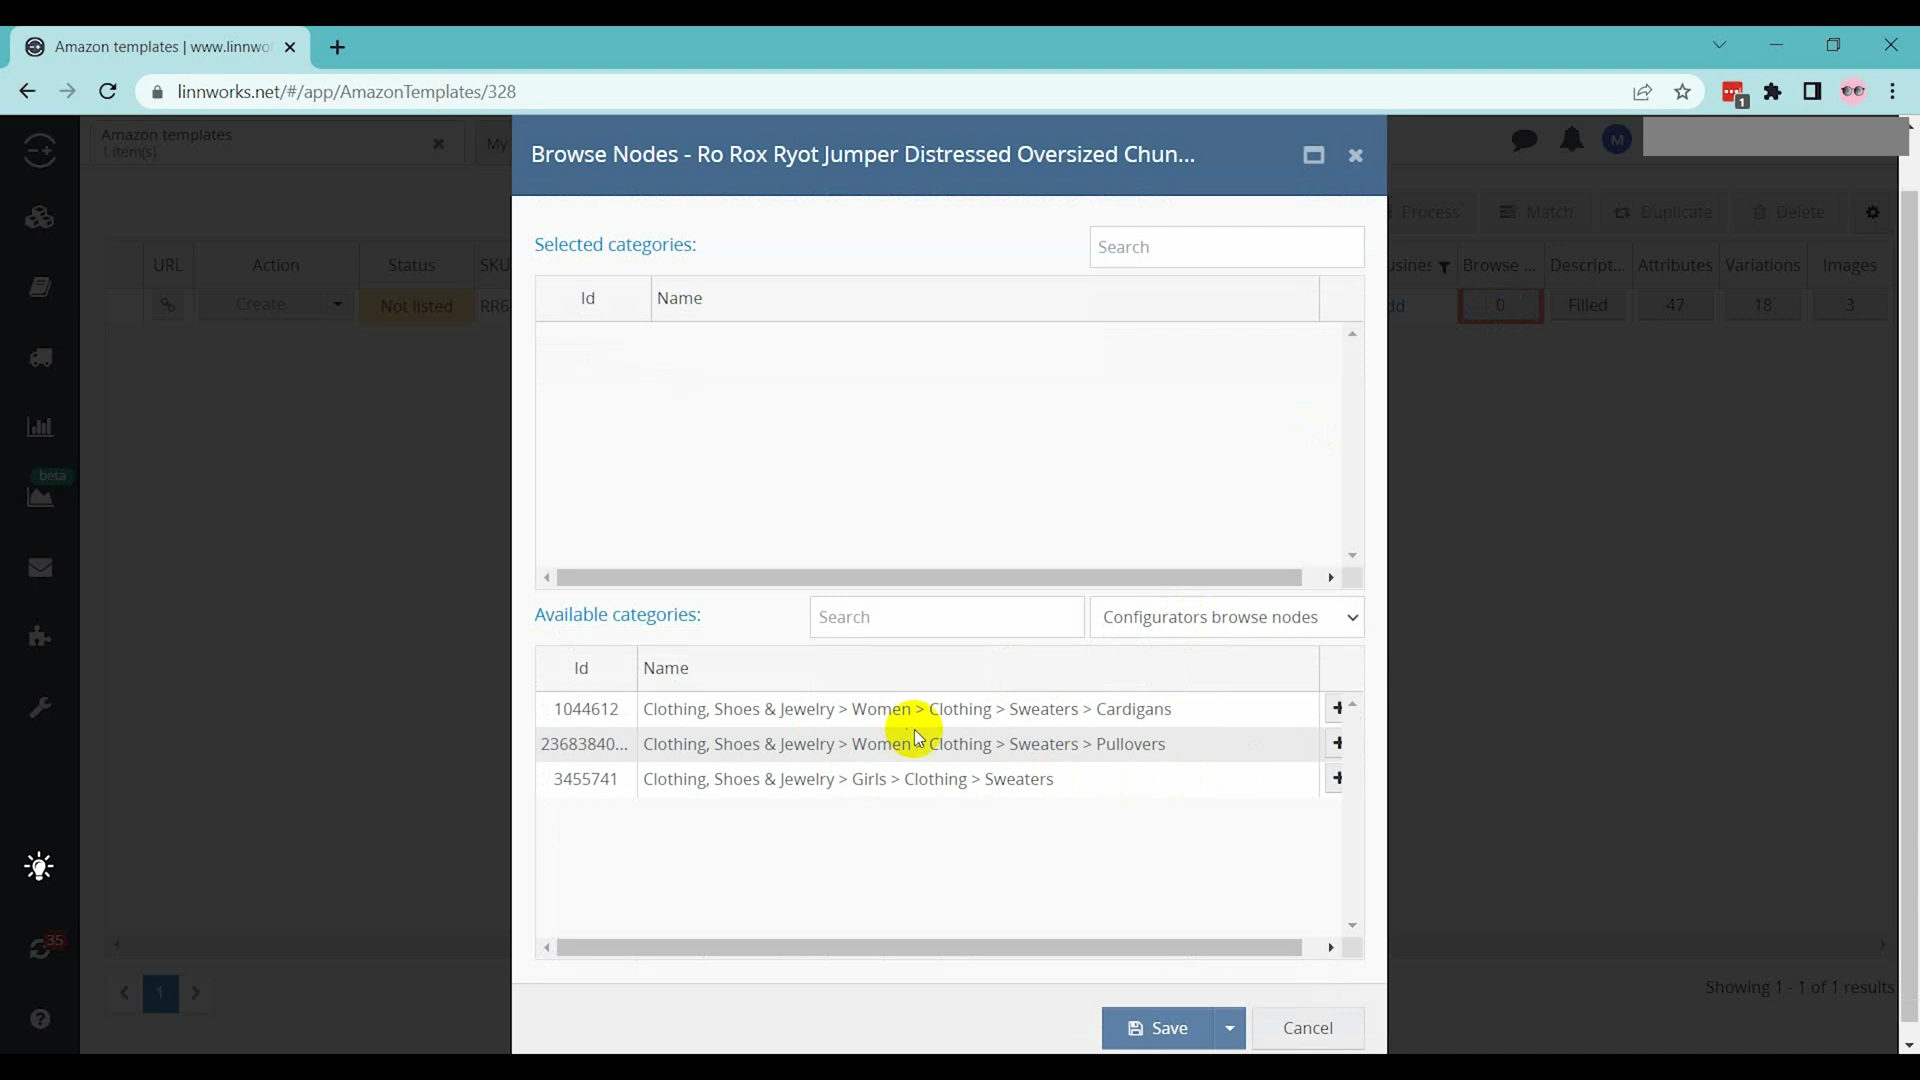 Amazon templates | www.linnwo
linnworks.net/#/app/AmazonTemplates/328
1
Amazon templates
1 item(s)
My
Browse Nodes - Ro Rox Ryot Jumper Distressed Oversized Chun...
M
Process
Match
Duplicate
Delete
Selected categories:
Search
URL
Action
Status
SKU
Id
Name
Browse ...
Descript...
Attributes
Variations
Images
Create
Not listed
RR6
dd
0
Filled
47
18
3
beta
Available categories:
Search
Configurators browse nodes
Id
Name
1044612
Clothing, Shoes & Jewelry > Women > Clothing > Sweaters > Cardigans
23683840...
Clothing, Shoes & Jewelry > Women > Clothing > Sweaters > Pullovers
3455741
Clothing, Shoes & Jewelry > Girls > Clothing > Sweaters
35
1
Showing 1 - 1 of 1 results
Save
Cancel